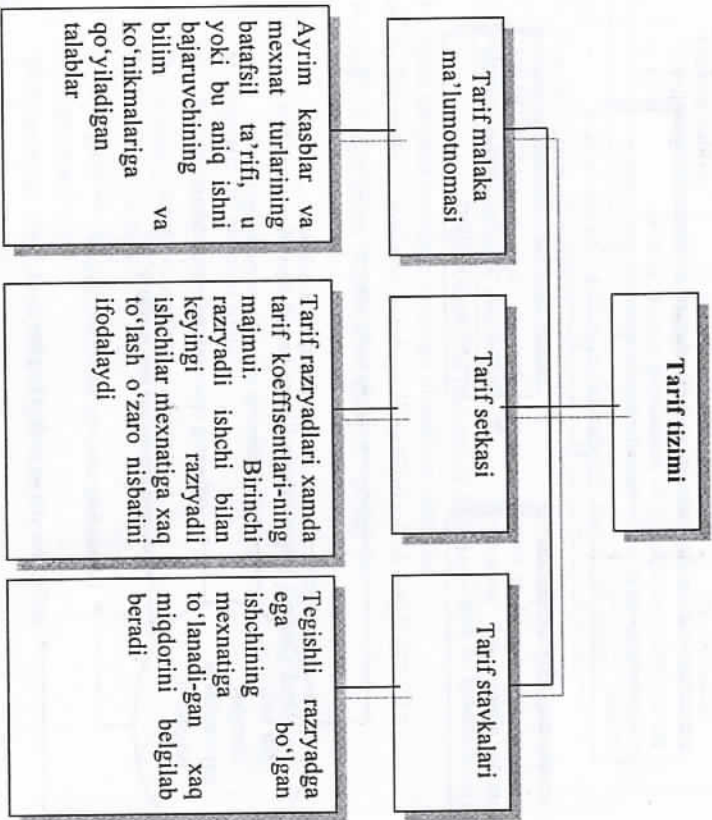 Tarif tizimi
Tarif malaka
ma’lumotnomasi
Tarif setkasi
Tarif stavkalari
Ayrim kasblar va
mexnat turlarining
batafsil ta’rifi, u
yoki bu aniq ishni
bajaruvchining
bilim va
ko‘nikmalariga
qo‘yiladigan
talablar
Tarif razryadlari xamda
tarif koeffisentlari-ning
majmui. Birinchi
razryadli ishchi bilan
keyingi razryadli
ishchilar mexnatiga xaq
to‘lash o‘zaro nisbatini
ifodalaydi
Tegishli razryadga
ega bo‘lgan
ishchining
mexnatiga
to‘lanadi-gan xaq
miqdorini belgilab
beradi